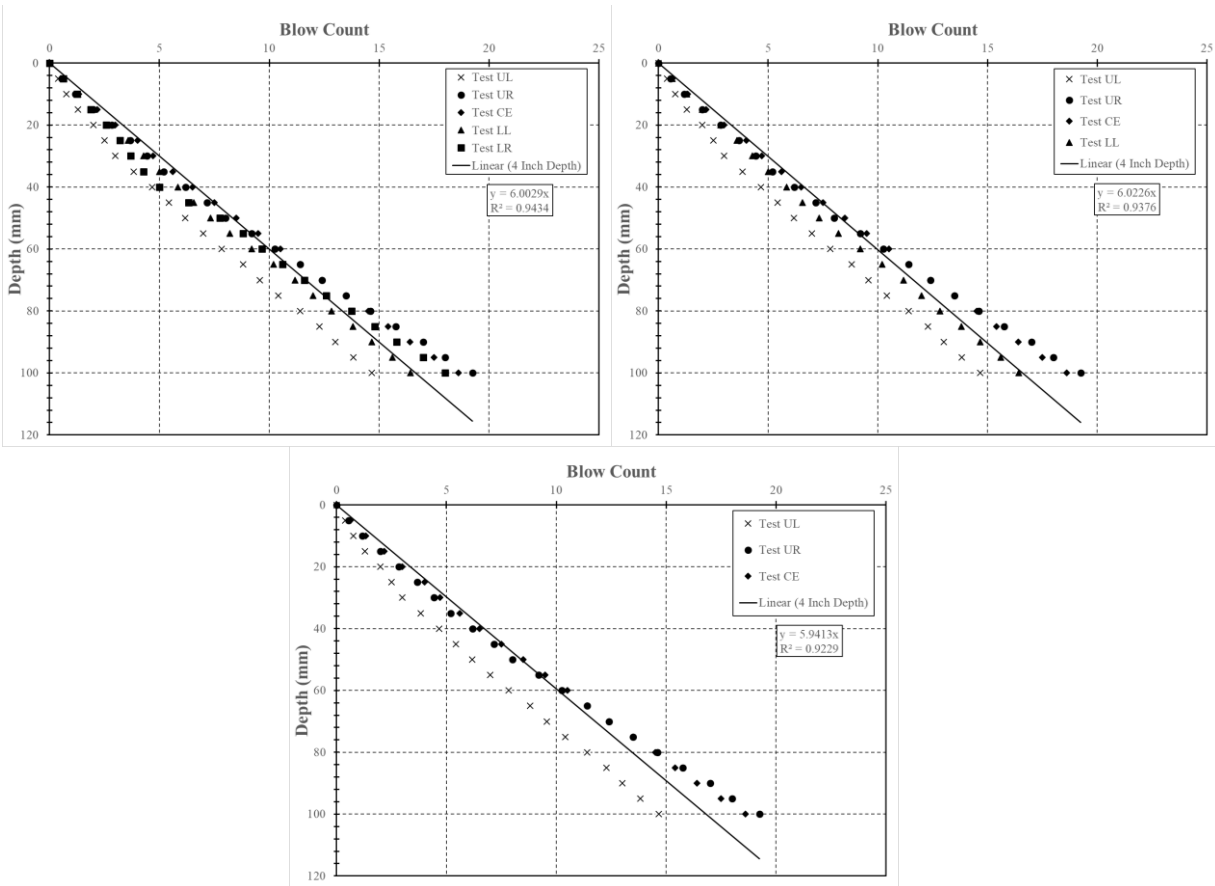 Blow Count
0 5 10 15 20 25
0
20
40
60
80
100
120
Depth (mm)
Test UL
Test UR
Test CE
Test LL
Test LR
Linear (4 Inch Depth)
y = 6.0029x
R² = 0.9434
Blow Count
0 5 10 15 20 25
0
20
40
60
80
100
120
Depth (mm)
Test UL
Test UR
Test CE
Test LL
Linear (4 Inch Depth)
y = 6.0226x
R² = 0.9376
Blow Count
0 5 10 15 20 25
0
20
40
60
80
100
120
Depth (mm)
Test UL
Test UR
Test CE
Linear (4 Inch Depth)
y = 5.9413x
R² = 0.9229